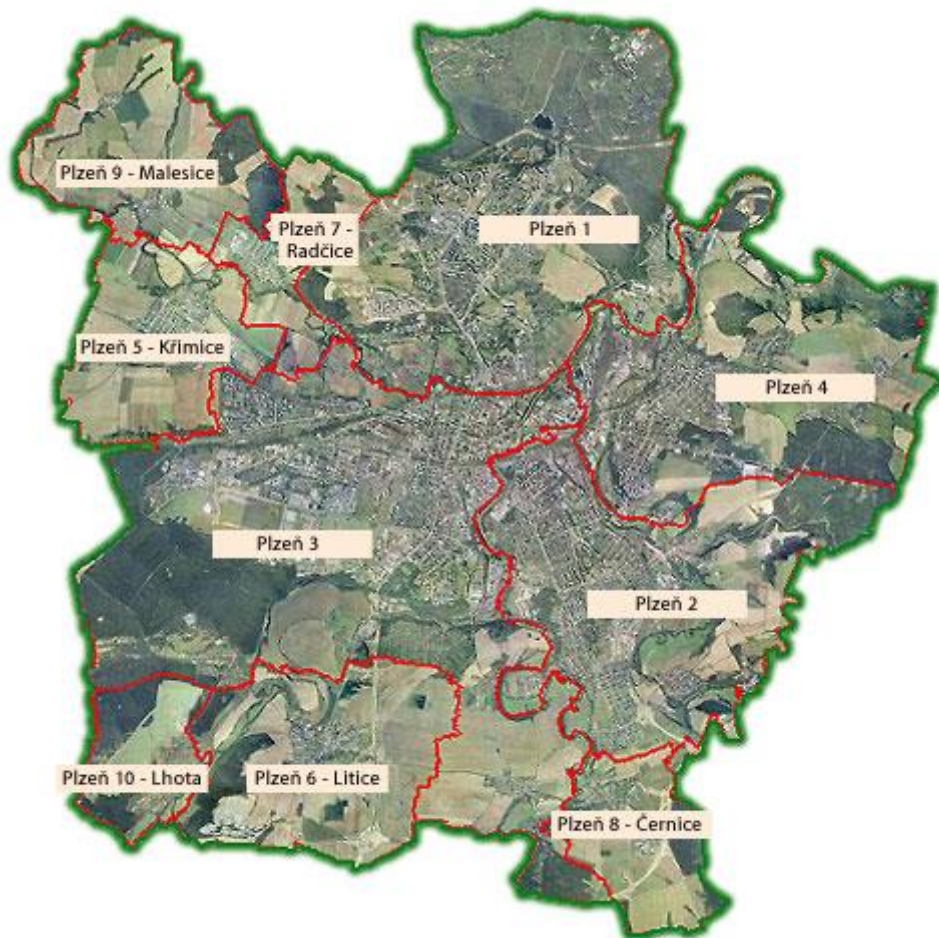 Plzeň 9 - Malesice
Plzeň 7 -
Radčice
Plzeň 1
Plzeň 5 - Křimice
Plzeň 4
Plzeň 3
Plzeň 2
Plzeň 10 - Lhota
Plzeň 6 - Litice
Plzeň 8 - Černice